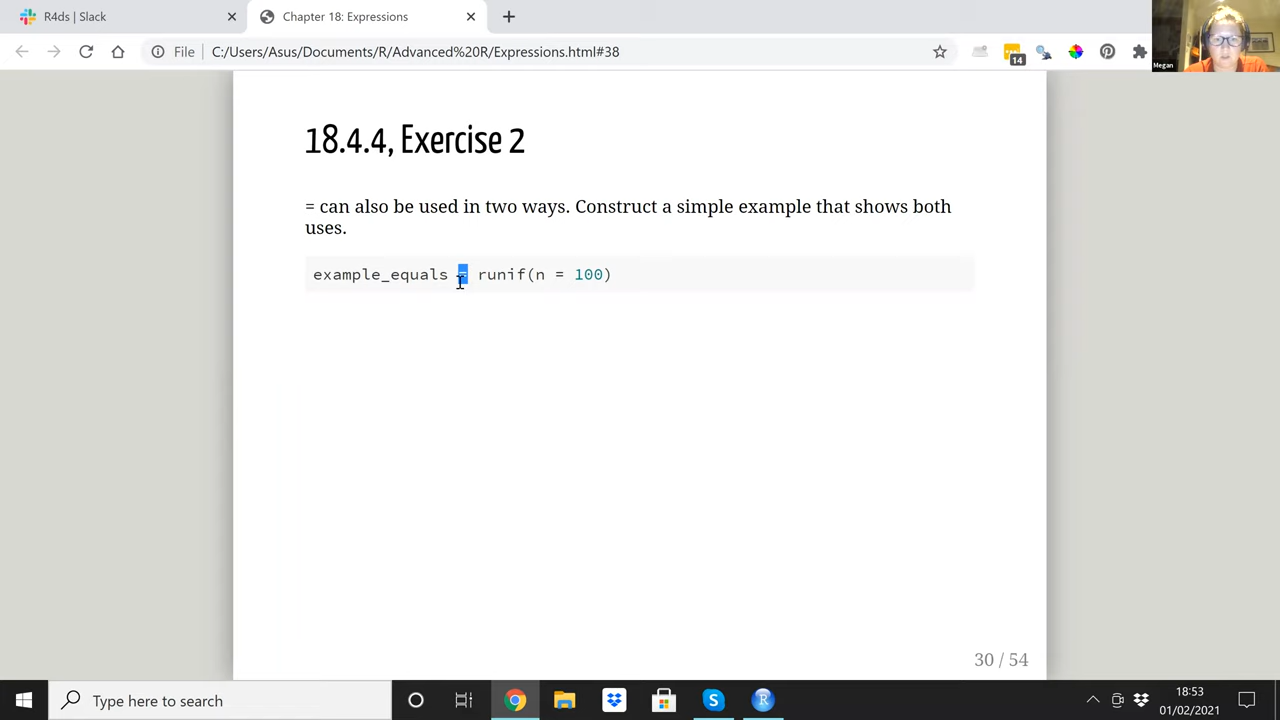 R4ds | Slack
Chapter 18: Expressions
File
C:/Users/Asus/Documents/R/Advanced%20R/Expressions.html#38
14
Megan
18.4.4, Exercise 2
= can also be used in two ways. Construct a simple example that shows both
uses.
example_equals = runif(n = 100)
30 / 54
Type here to search
18:53
01/02/2021